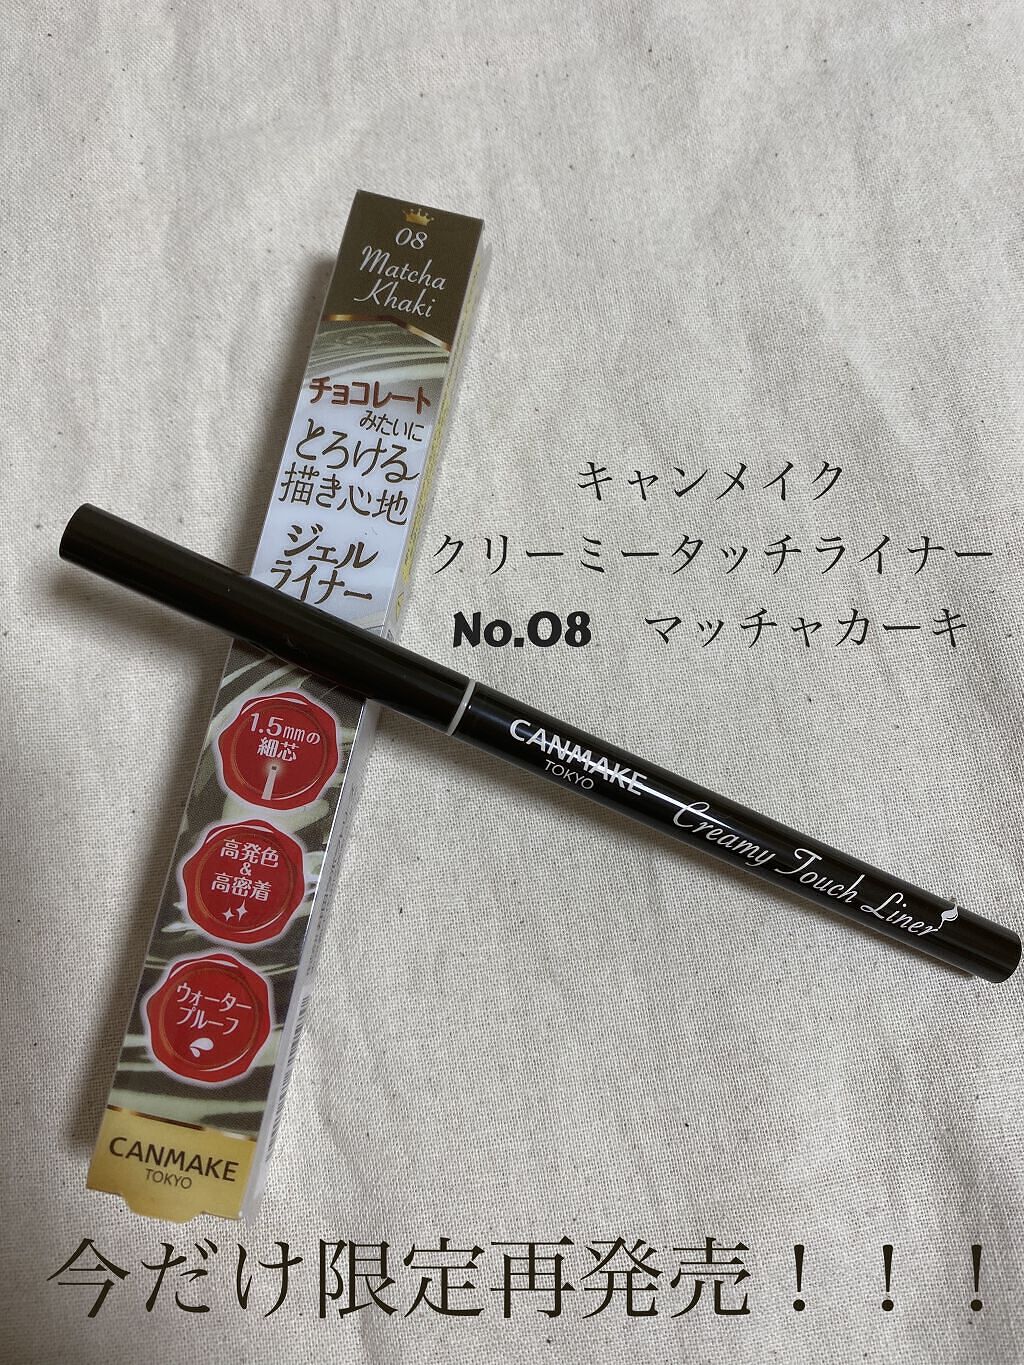 08
Matcha
Khaki
チョコレート
みたいに
とろける
描き心地
ジェル
ライナー
キャンメイク
クリーミータッチライナー
No.08 マッチャカーキ
1.5mmの
細芯
CANMAKE
TOKYO
Creamy Touch Liner
高発色
&
高密着
ウォーター
プルーフ
CANMAKE
TOKYO
今だけ限定再発売！！！